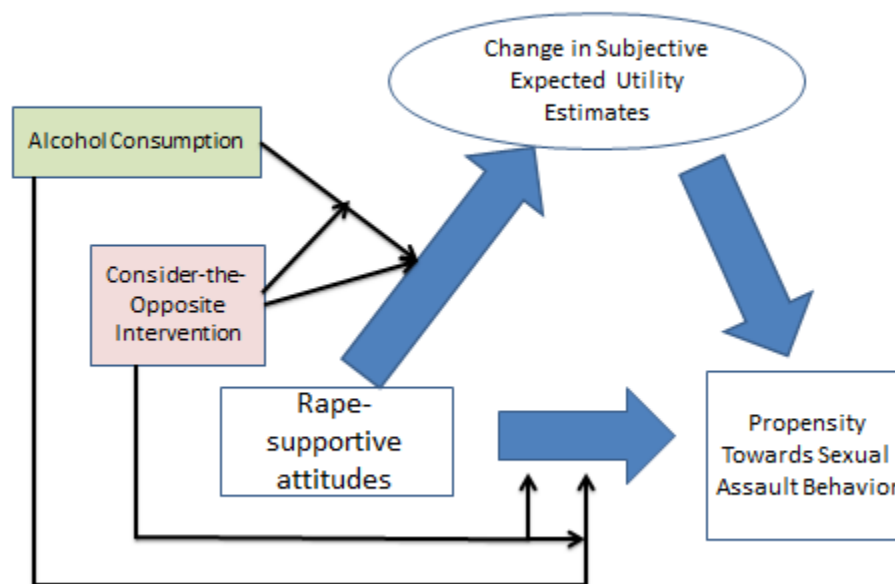 Change in Subjective
Expected Utility
Estimates
Alcohol Consumption
Consider-the-
Opposite
Intervention
Rape-
supportive
attitudes
Propensity
Towards Sexual
Assault Behavior